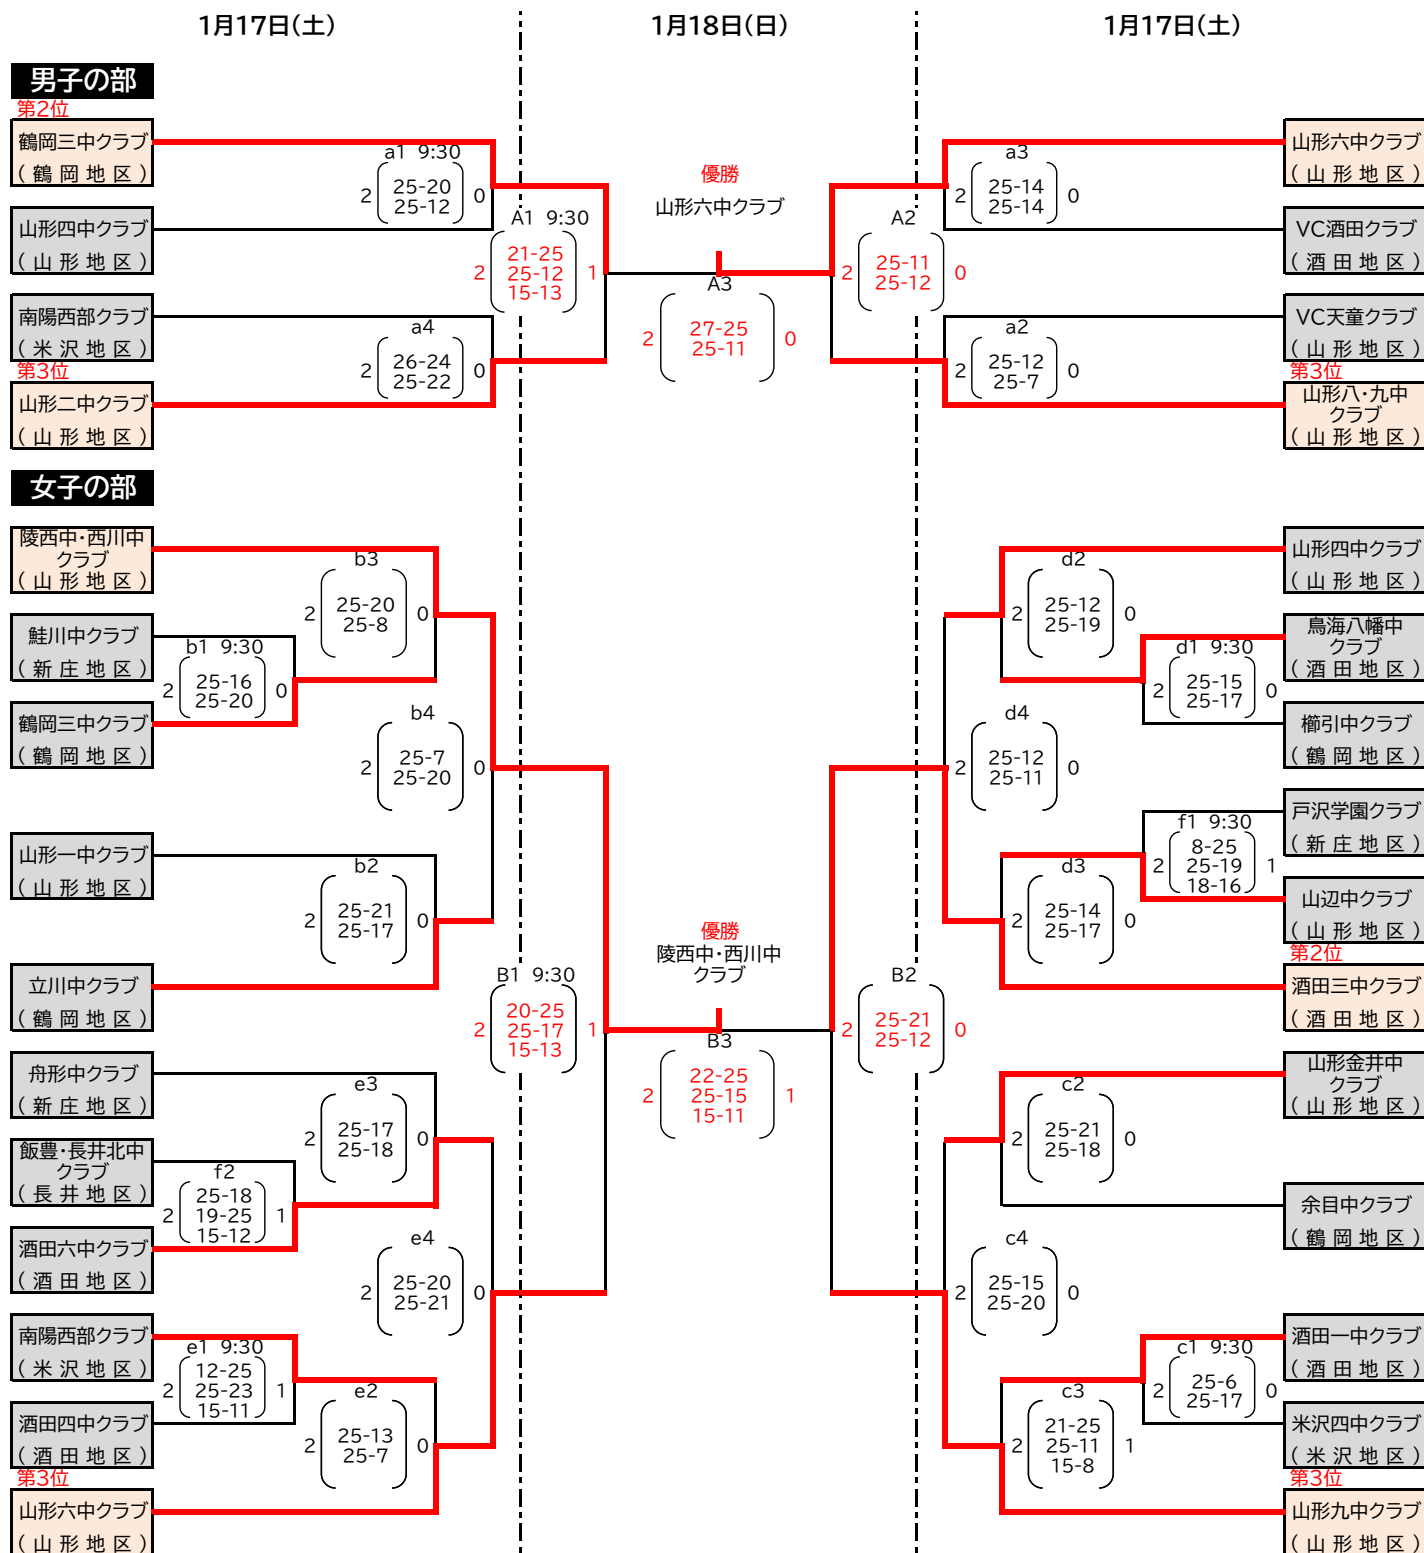 1月17日(土)
1月18日(日)
1月17日(土)
男子の部
第2位
鶴岡三中クラブ
(鶴岡地区)
山形四中クラブ
(山形地区)
南陽西部クラブ
(米沢地区)
第3位
山形二中クラブ
(山形地区)
a1 9:30
2
25-20
25-12
0
a4
2
26-24
25-22
0
A1 9:30
2
21-25
25-12
15-13
1
優勝
山形六中クラブ
A3
2
27-25
25-11
0
A2
2
25-11
25-12
0
a3
2
25-14
25-14
0
a2
2
25-12
25-7
0
山形六中クラブ
(山形地区)
VC酒田クラブ
(酒田地区)
VC天童クラブ
(山形地区)
第3位
山形八・九中
クラブ
(山形地区)
女子の部
陵西中・西川中
クラブ
(山形地区)
鮭川中クラブ
(新庄地区)
鶴岡三中クラブ
(鶴岡地区)
山形一中クラブ
(山形地区)
立川中クラブ
(鶴岡地区)
舟形中クラブ
(新庄地区)
飯豊・長井北中
クラブ
(長井地区)
酒田六中クラブ
(酒田地区)
南陽西部クラブ
(米沢地区)
酒田四中クラブ
(酒田地区)
第3位
山形六中クラブ
(山形地区)
b1 9:30
2
25-16
25-20
0
b3
2
25-20
25-8
0
b4
2
25-7
25-20
0
b2
2
25-21
25-17
0
f2
2
25-18
19-25
15-12
1
e3
2
25-17
25-18
0
e4
2
25-20
25-21
0
e1 9:30
2
12-25
25-23
15-11
1
e2
2
25-13
25-7
0
B1 9:30
2
20-25
25-17
15-13
1
優勝
陵西中・西川中
クラブ
B3
2
22-25
25-15
15-11
1
B2
2
25-21
25-12
0
d2
2
25-12
25-19
0
d1 9:30
2
25-15
25-17
0
d4
2
25-12
25-11
0
f1 9:30
2
8-25
25-19
18-16
1
d3
2
25-14
25-17
0
c2
2
25-21
25-18
0
c4
2
25-15
25-20
0
c1 9:30
2
25-6
25-17
0
c3
2
21-25
25-11
15-8
1
山形四中クラブ
(山形地区)
鳥海八幡中
クラブ
(酒田地区)
櫛引中クラブ
(鶴岡地区)
戸沢学園クラブ
(新庄地区)
山辺中クラブ
(山形地区)
第2位
酒田三中クラブ
(酒田地区)
山形金井中
クラブ
(山形地区)
余目中クラブ
(鶴岡地区)
酒田一中クラブ
(酒田地区)
米沢四中クラブ
(米沢地区)
第3位
山形九中クラブ
(山形地区)